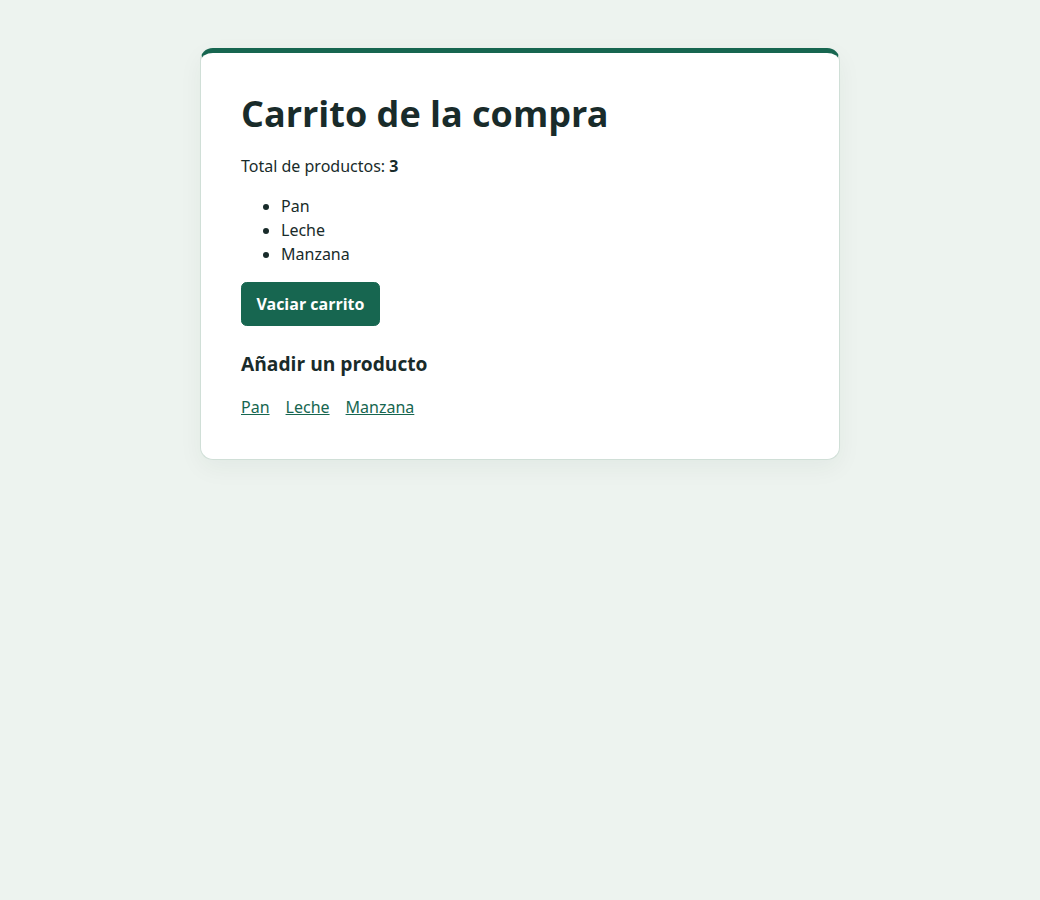 Carrito de la compra
Total de productos: 3
Pan
Leche
Manzana
Vaciar carrito
Añadir un producto
Pan Leche Manzana